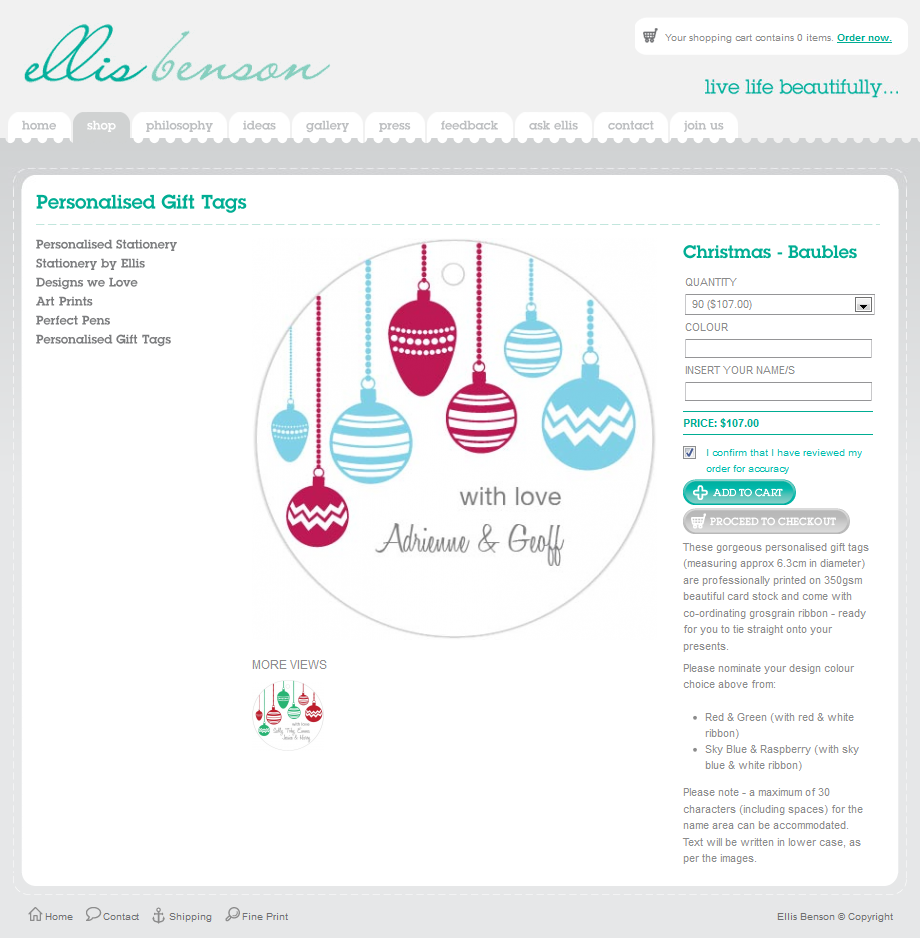 ellis benson
Your shopping cart contains 0 items. Order now.
live life beautifully...
home shop philosophy ideas gallery press feedback ask ellis contact join us
Personalised Gift Tags
Personalised Stationery
Stationery by Ellis
Designs we Love
Art Prints
Perfect Pens
Personalised Gift Tags
with love
Adrienne & Geoff
MORE VIEWS
with love
Christmas - Baubles
QUANTITY
90 ($107.00)
COLOUR
INSERT YOUR NAME/S
PRICE: $107.00
I confirm that I have reviewed my
order for accuracy
ADD TO CART
PROCEED TO CHECKOUT
These gorgeous personalised gift tags
(measuring approx 6.3cm in diameter)
are professionally printed on 350gsm
beautiful card stock and come with
co-ordinating grosgrain ribbon - ready
for you to tie straight onto your
presents.
Please nominate your design colour
choice above from:
Red & Green (with red & white
ribbon)
Sky Blue & Raspberry (with sky
blue & white ribbon)
Please note - a maximum of 30
characters (including spaces) for the
name area can be accommodated.
Text will be written in lower case, as
per the images.
Home Contact Shipping Fine Print
Ellis Benson © Copyright